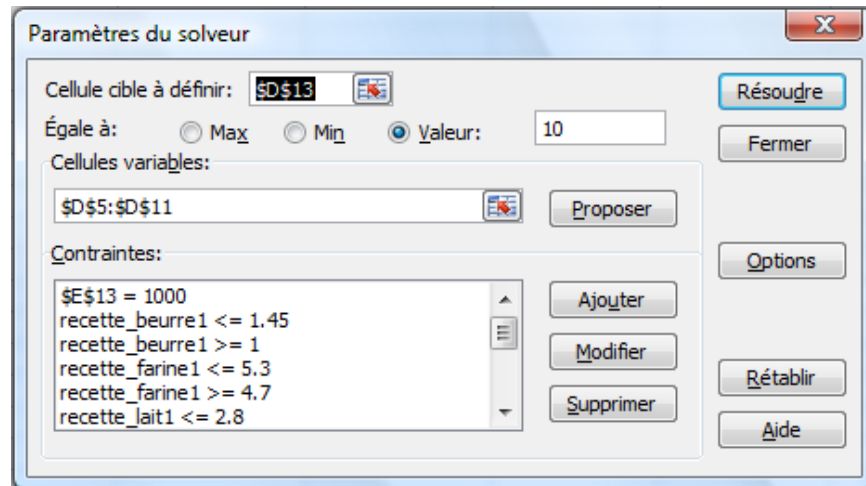 Paramètres du solveur
Cellule cible à définir: $D$13
Résoudre
Égale à: Max Min Valeur: 10
Fermer
Cellules variables:
$D$5:$D$11
Proposer
Contraintes:
Options
$E$13 = 1000
Ajouter
recette_beurre1 <= 1.45
recette_beurre1 >= 1
Modifier
recette_farine1 <= 5.3
Rétablir
recette_farine1 >= 4.7
Supprimer
recette_lait1 <= 2.8
Aide